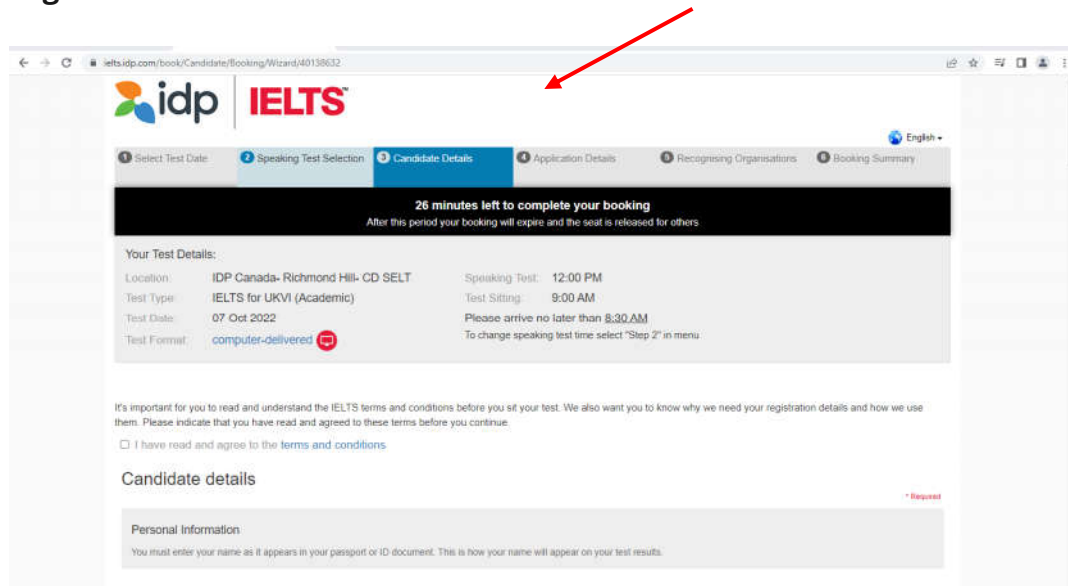 ielts.idp.com/book/Candidate/Booking/Wizard/40138632
idp IELTS™
English
1 Select Test Date 2 Speaking Test Selection 3 Candidate Details 4 Application Details 5 Recognising Organisations 6 Booking Summary
26 minutes left to complete your booking
After this period your booking will expire and the seat is released for others
Your Test Details:
Location: IDP Canada- Richmond Hill- CD SELT Speaking Test: 12:00 PM
Test Type: IELTS for UKVI (Academic) Test Sitting: 9:00 AM
Test Date: 07 Oct 2022 Please arrive no later than 8:30 AM
Test Format: computer-delivered To change speaking test time select "Step 2" in menu
It's important for you to read and understand the IELTS terms and conditions before you sit your test. We also want you to know why we need your registration details and how we use
them. Please indicate that you have read and agreed to these terms before you continue
I have read and agree to the terms and conditions
Candidate details
* Required
Personal Information
You must enter your name as it appears in your passport or ID document. This is how your name will appear on your test results.